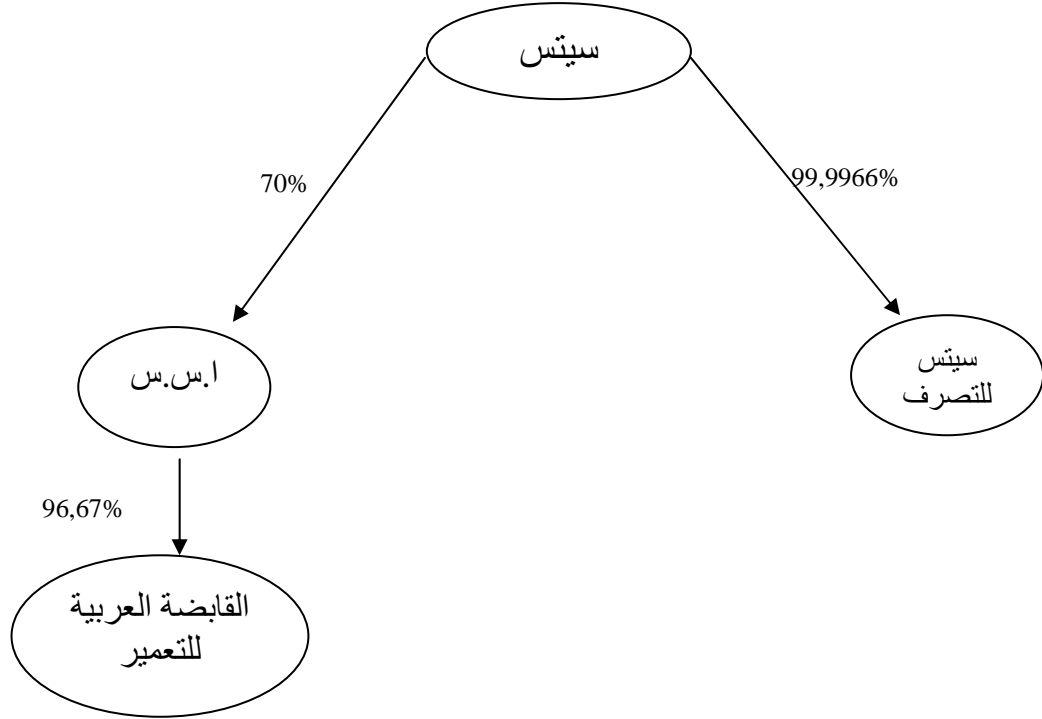 سيتس
70%
99,9966%
ا.س.س
سيتس
للتصرف
96,67%
القابضة العربية
للتعمير